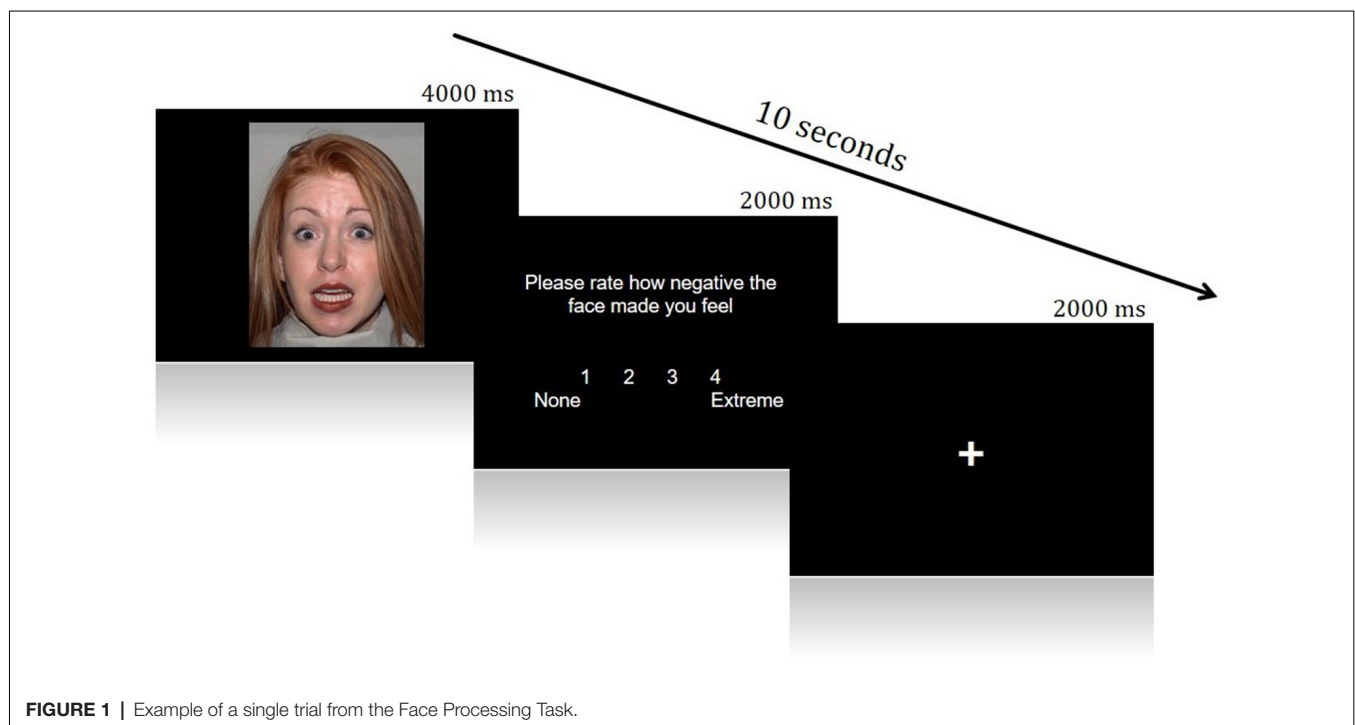 4000 ms
10 seconds
2000 ms
Please rate how negative the
face made you feel
1 2 3 4
None Extreme
2000 ms
+
FIGURE 1 | Example of a single trial from the Face Processing Task.